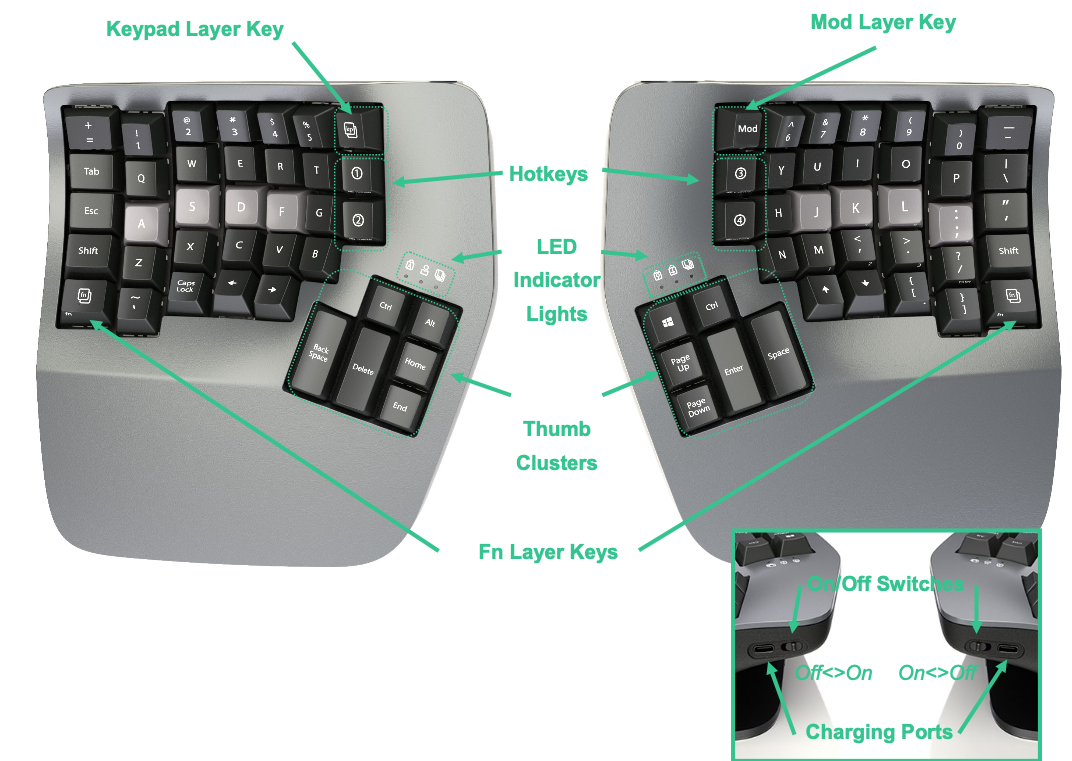 Keypad Layer Key
Mod Layer Key
+ =
! 1
@ 2
# 3
$ 4
% 5
kp
Mod
^ 6
& 7
* 8
( 9
) 0
_ –
Tab
Q
W
E
R
T
①
③
Y
U
I
O
P
| \
Hotkeys
Esc
A
S
D
F
G
②
④
H
J
K
L
: ;
" '
LED
Indicator
Lights
Shift
Z
X
C
V
B
N
M
< ,
> .
? /
Shift
fn
fn
~ `
Caps Lock
←
→
↑
↓
{ [
} ]
fn
fn
Ctrl
Alt
Back Space
Delete
Home
End
Ctrl
Page Up
Enter
Space
Page Down
Thumb
Clusters
Fn Layer Keys
On/Off Switches
Off<>On
On<>Off
Charging Ports